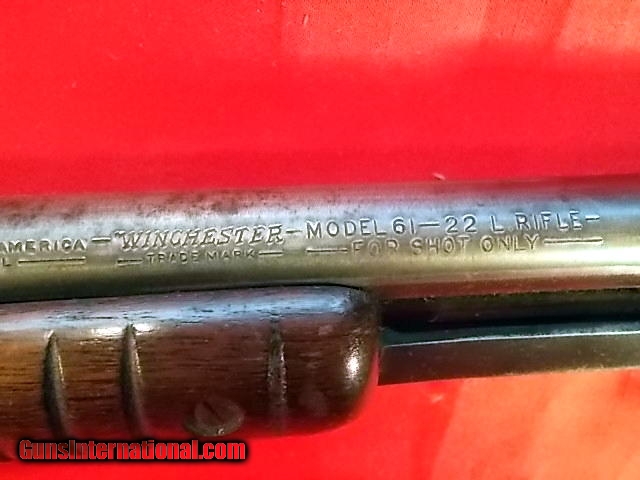 AMERICA -WINCHESTER- MODEL 61-22 L. RIFLE-
L.- -TRADE MARK- -FOR SHOT ONLY-
GunsInternational.com